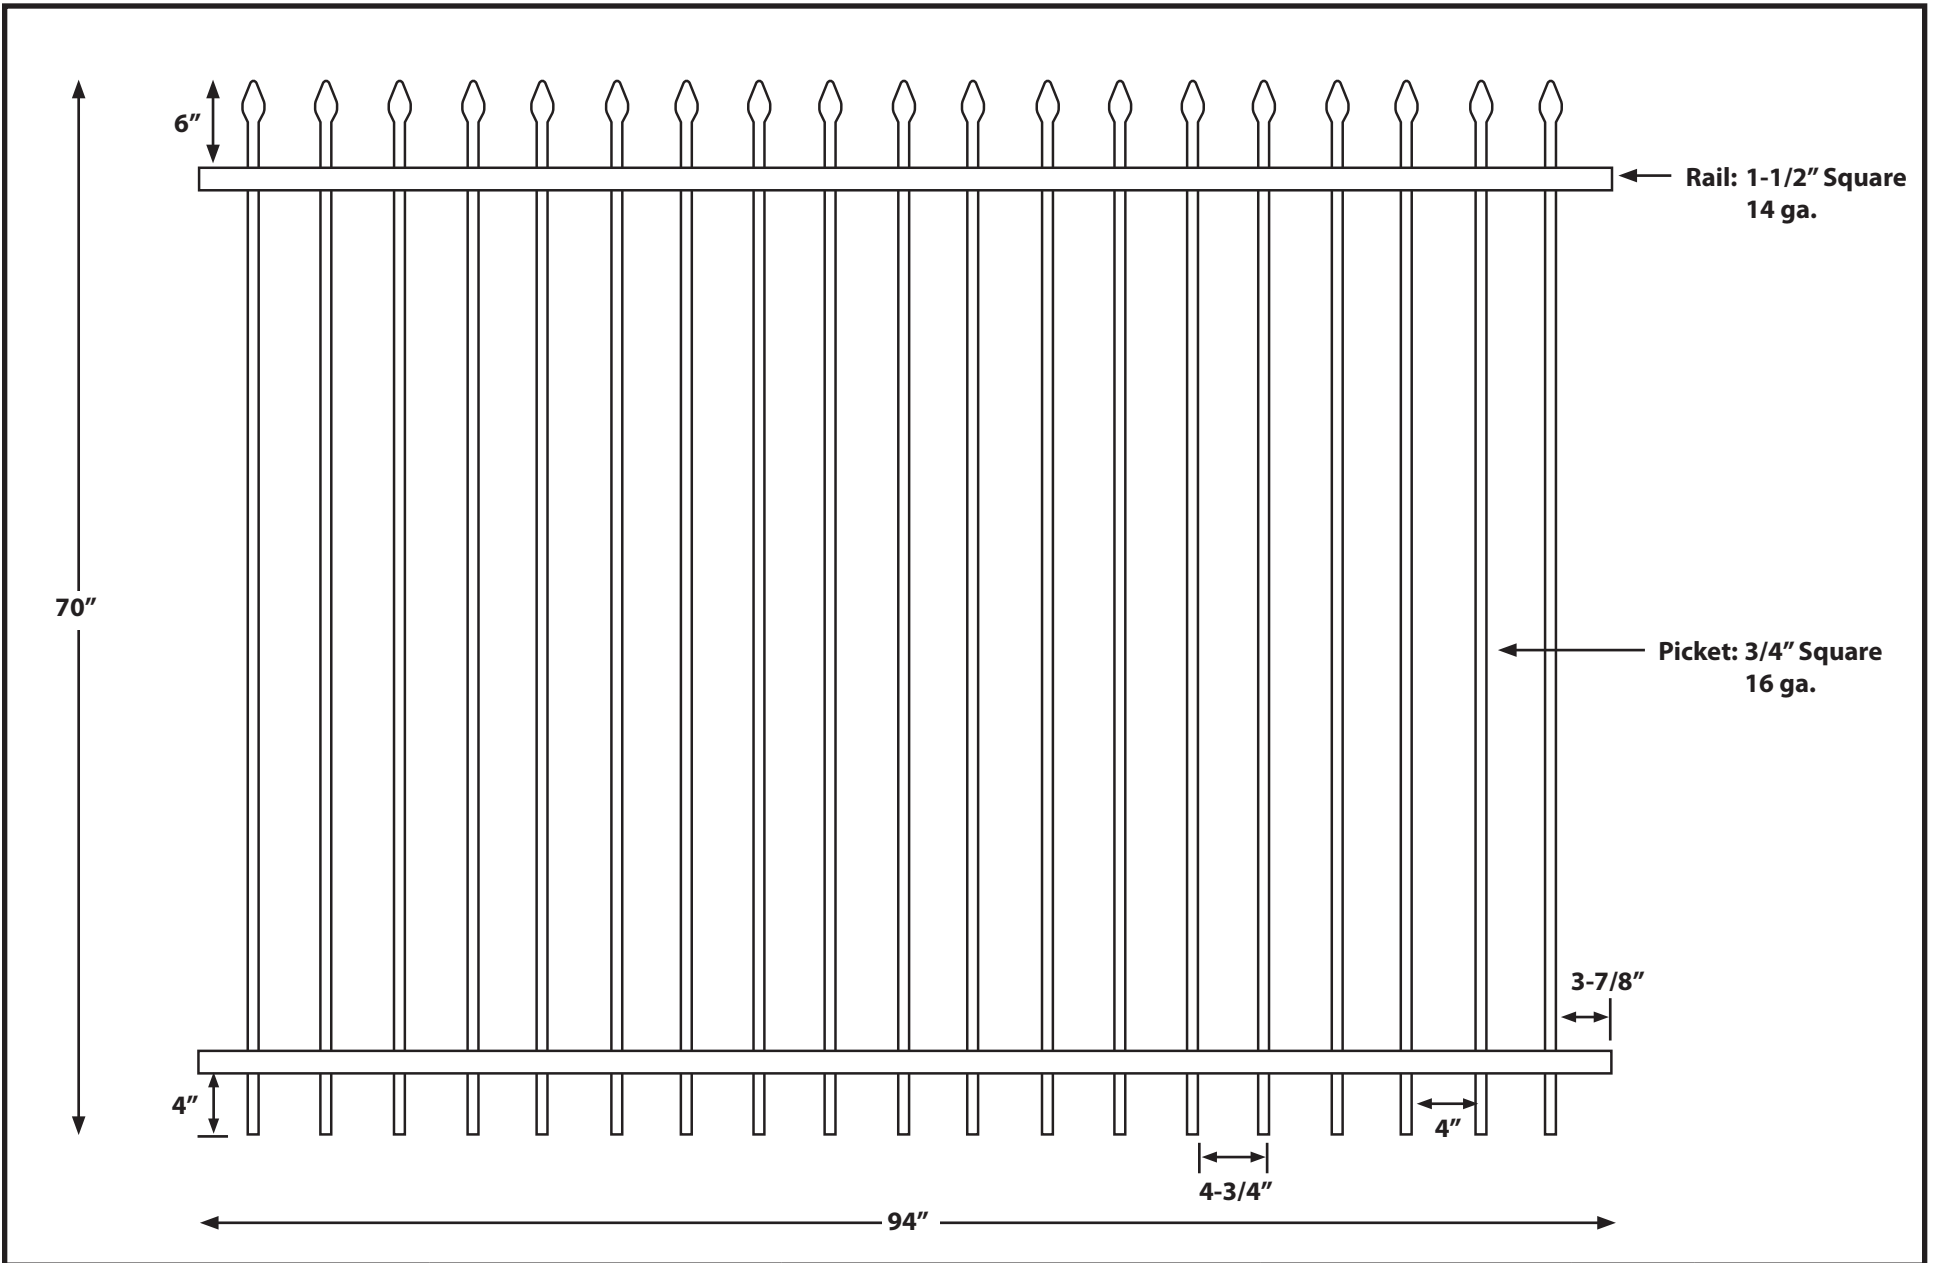 6”
Rail: 1-1/2” Square
14 ga.
70”
Picket: 3/4” Square
16 ga.
3-7/8”
4”
4”
4-3/4”
94”